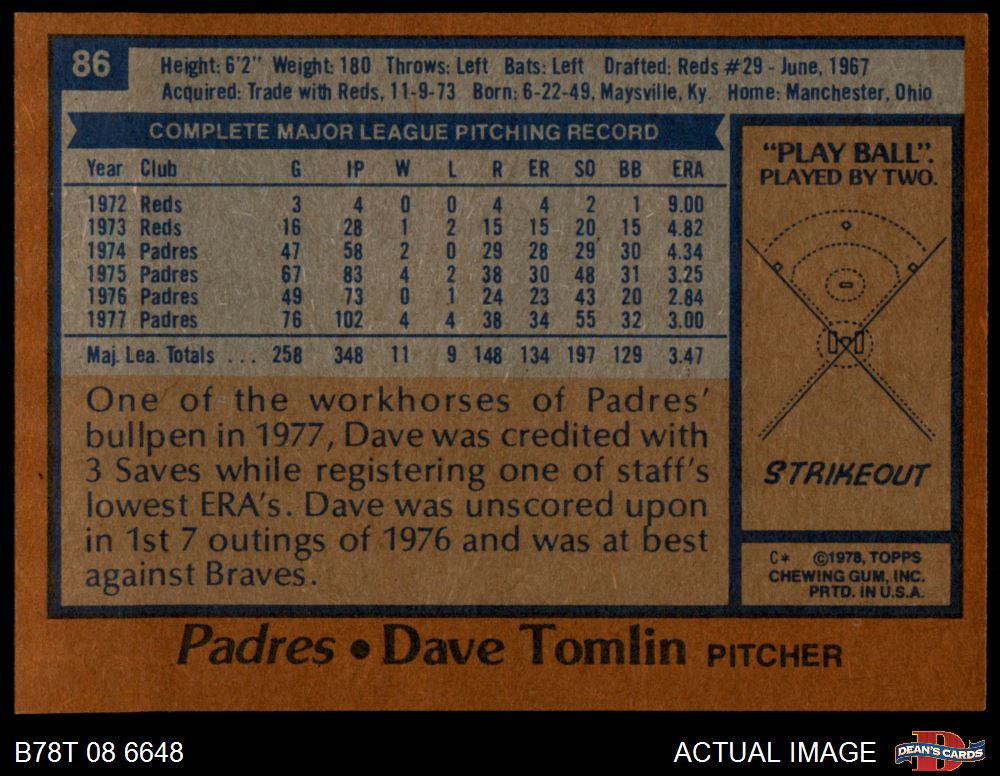 86
Height: 6'2" Weight: 180 Throws: Left Bats: Left Drafted: Reds #29 - June, 1967
Acquired: Trade with Reds, 11-9-73 Born: 6-22-49, Maysville, Ky. Home: Manchester, Ohio
COMPLETE MAJOR LEAGUE PITCHING RECORD
Year Club G IP W L R ER SO BB ERA
1972 Reds 3 4 0 0 4 4 2 1 9.00
1973 Reds 16 28 1 2 15 15 20 15 4.82
1974 Padres 47 58 2 0 29 28 29 30 4.34
1975 Padres 67 83 4 2 38 30 48 31 3.25
1976 Padres 49 73 0 1 24 23 43 20 2.84
1977 Padres 76 102 4 4 38 34 55 32 3.00
Maj. Lea. Totals ... 258 348 11 9 148 134 197 129 3.47
One of the workhorses of Padres'
bullpen in 1977, Dave was credited with
3 Saves while registering one of staff's
lowest ERA's. Dave was unscored upon
in 1st 7 outings of 1976 and was at best
against Braves.
"PLAY BALL".
PLAYED BY TWO.
STRIKEOUT
C* ©1978, TOPPS
CHEWING GUM, INC.
PRTD. IN U.S.A.
Padres • Dave Tomlin PITCHER
B78T 08 6648
ACTUAL IMAGE
DEAN'S CARDS